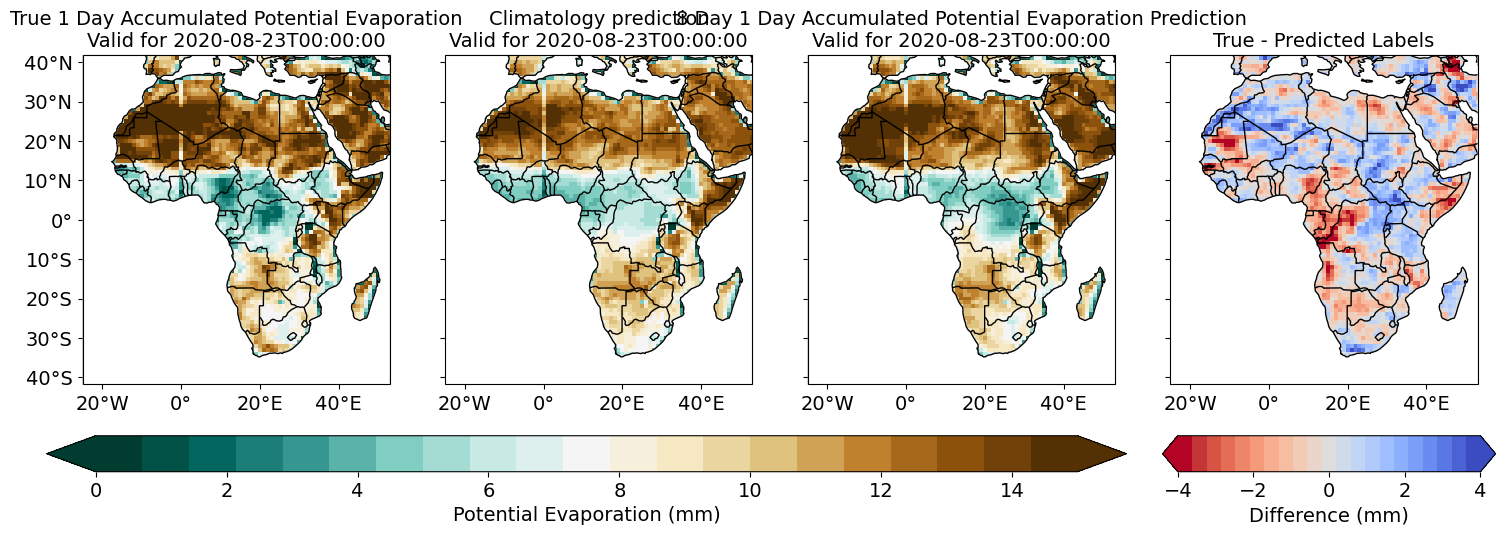 True 1 Day Accumulated Potential Evaporation
Valid for 2020-08-23T00:00:00
Climatology prediction
Valid for 2020-08-23T00:00:00
8 Day 1 Day Accumulated Potential Evaporation Prediction
Valid for 2020-08-23T00:00:00
True - Predicted Labels
40°N
30°N
20°N
10°N
0°
10°S
20°S
30°S
40°S
20°W 0° 20°E 40°E
20°W 0° 20°E 40°E
20°W 0° 20°E 40°E
20°W 0° 20°E 40°E
0 2 4 6 8 10 12 14
Potential Evaporation (mm)
−4 −2 0 2 4
Difference (mm)